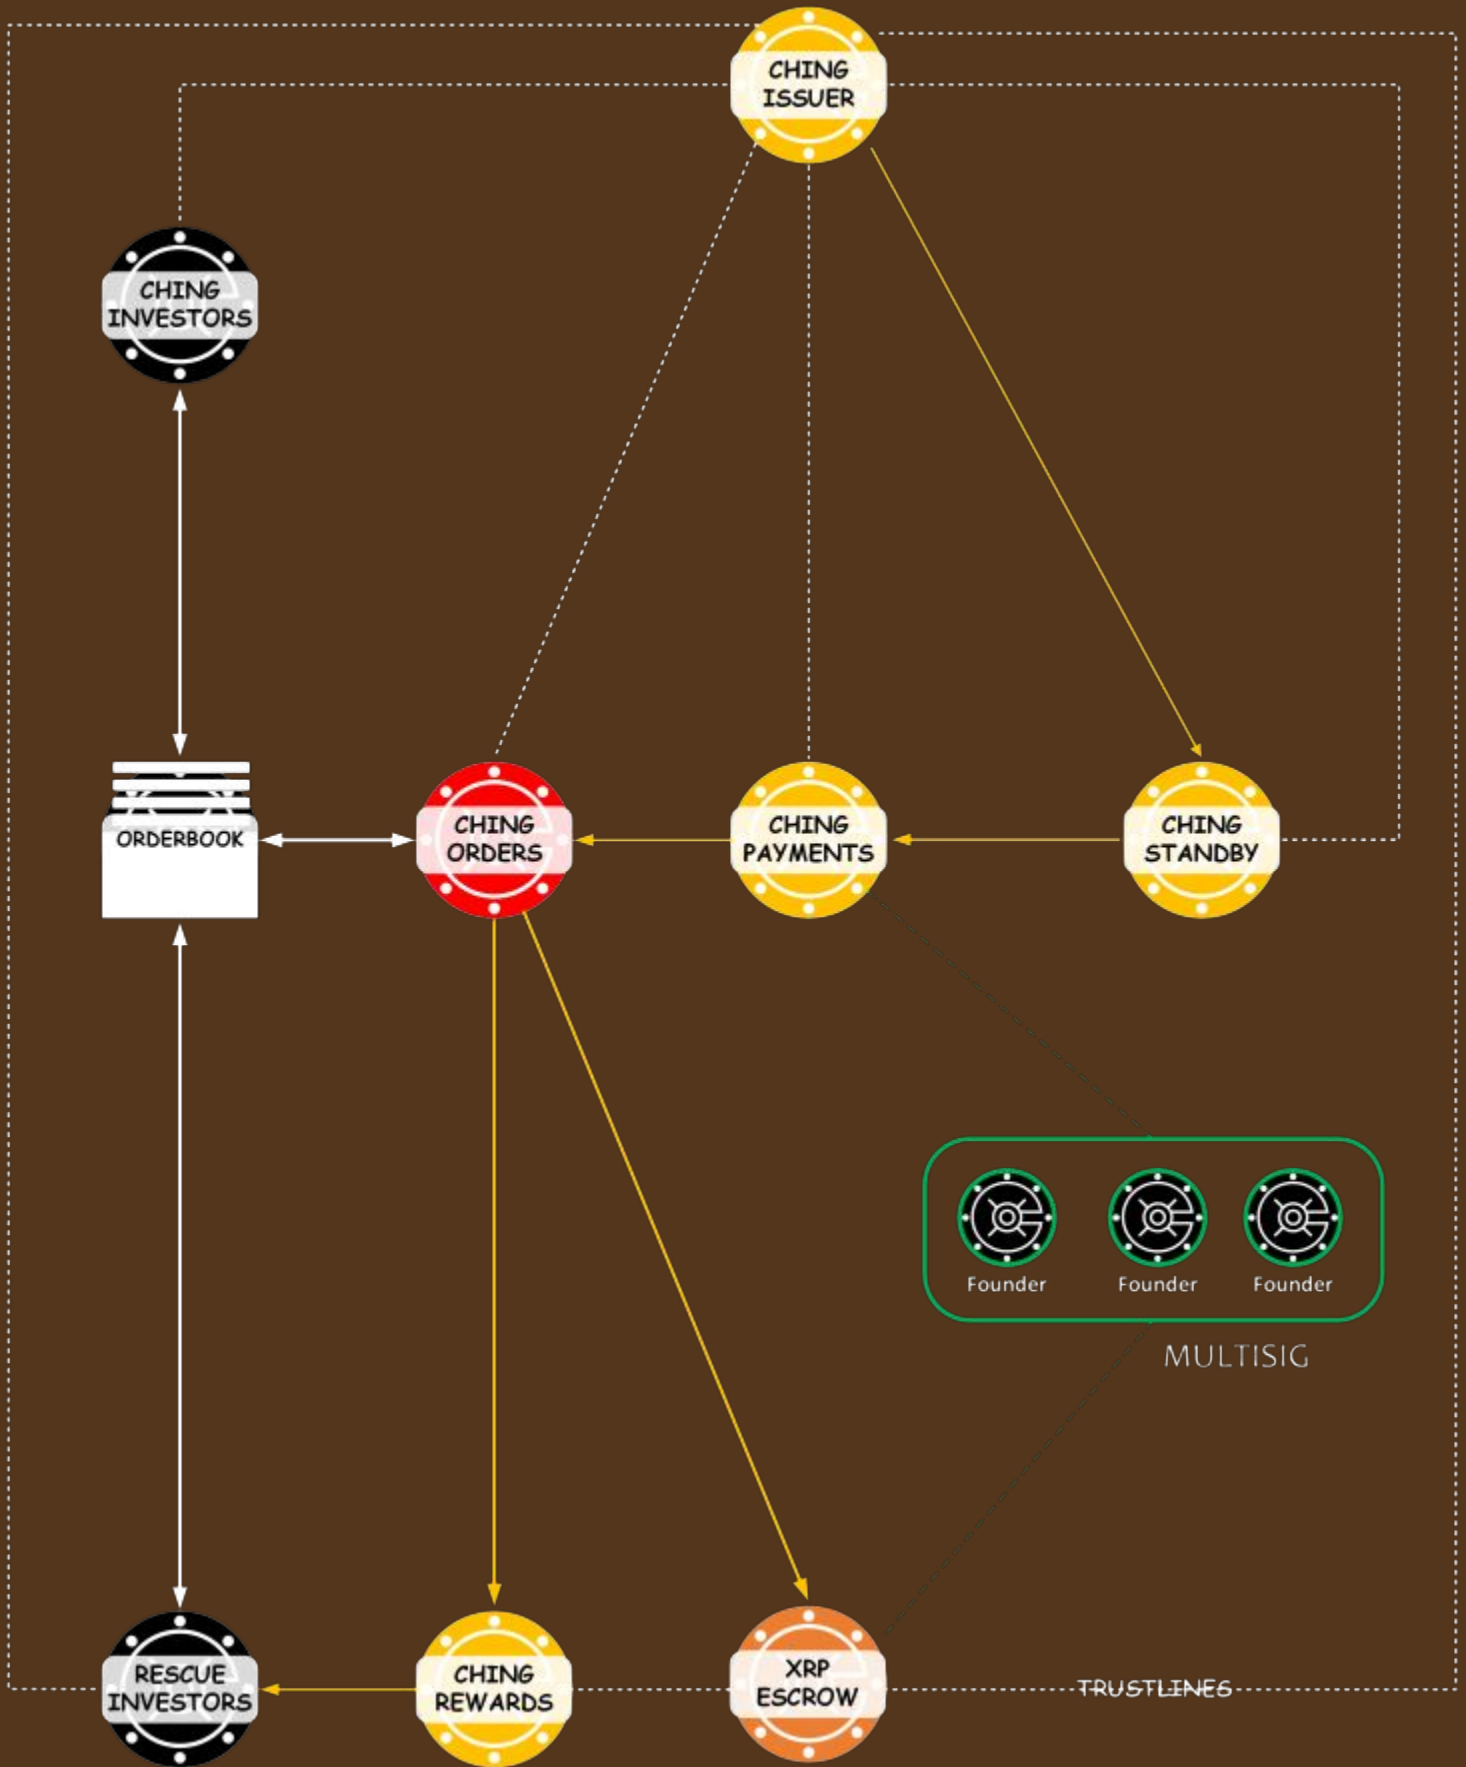 CHING
ISSUER
CHING
INVESTORS
ORDERBOOK
CHING
ORDERS
CHING
PAYMENTS
CHING
STANDBY
Founder
Founder
Founder
MULTISIG
RESCUE
INVESTORS
CHING
REWARDS
XRP
ESCROW
TRUSTLINES